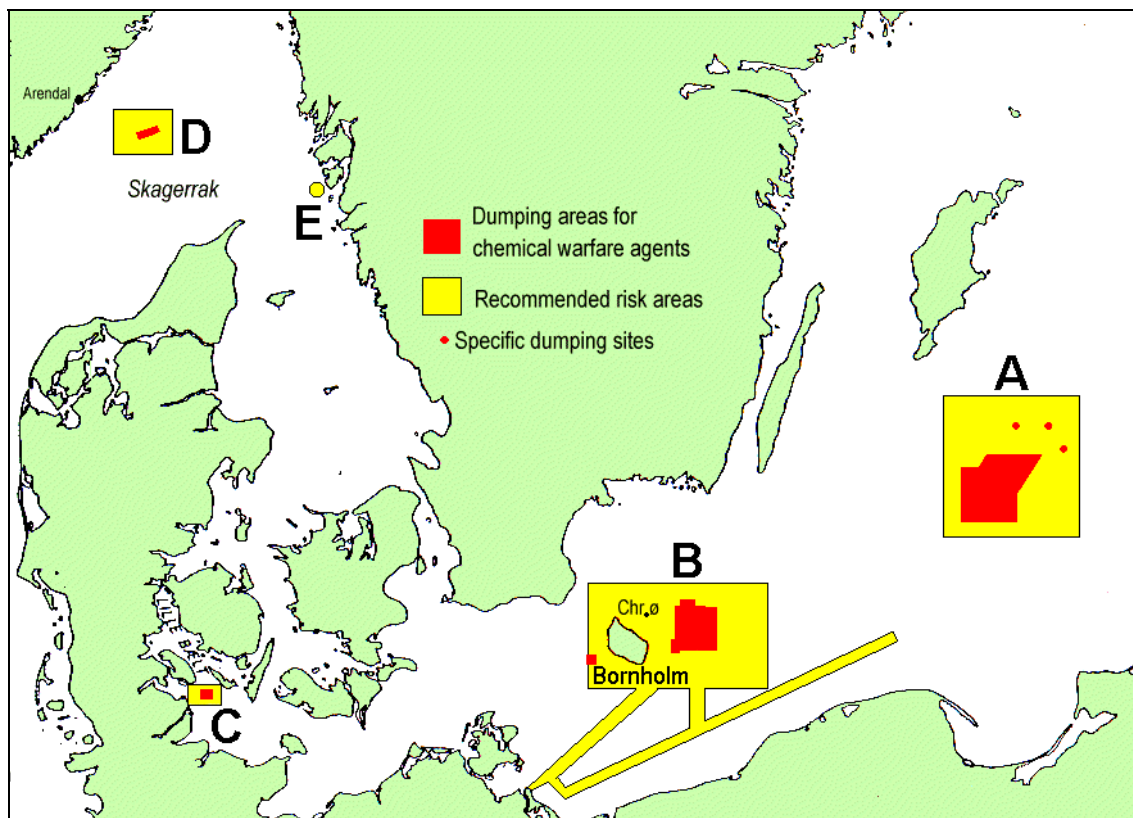 Arendal
D
Skagerrak
E
Dumping areas for
chemical warfare agents
Recommended risk areas
Specific dumping sites
A
B
Chr.ø
Bornholm
C